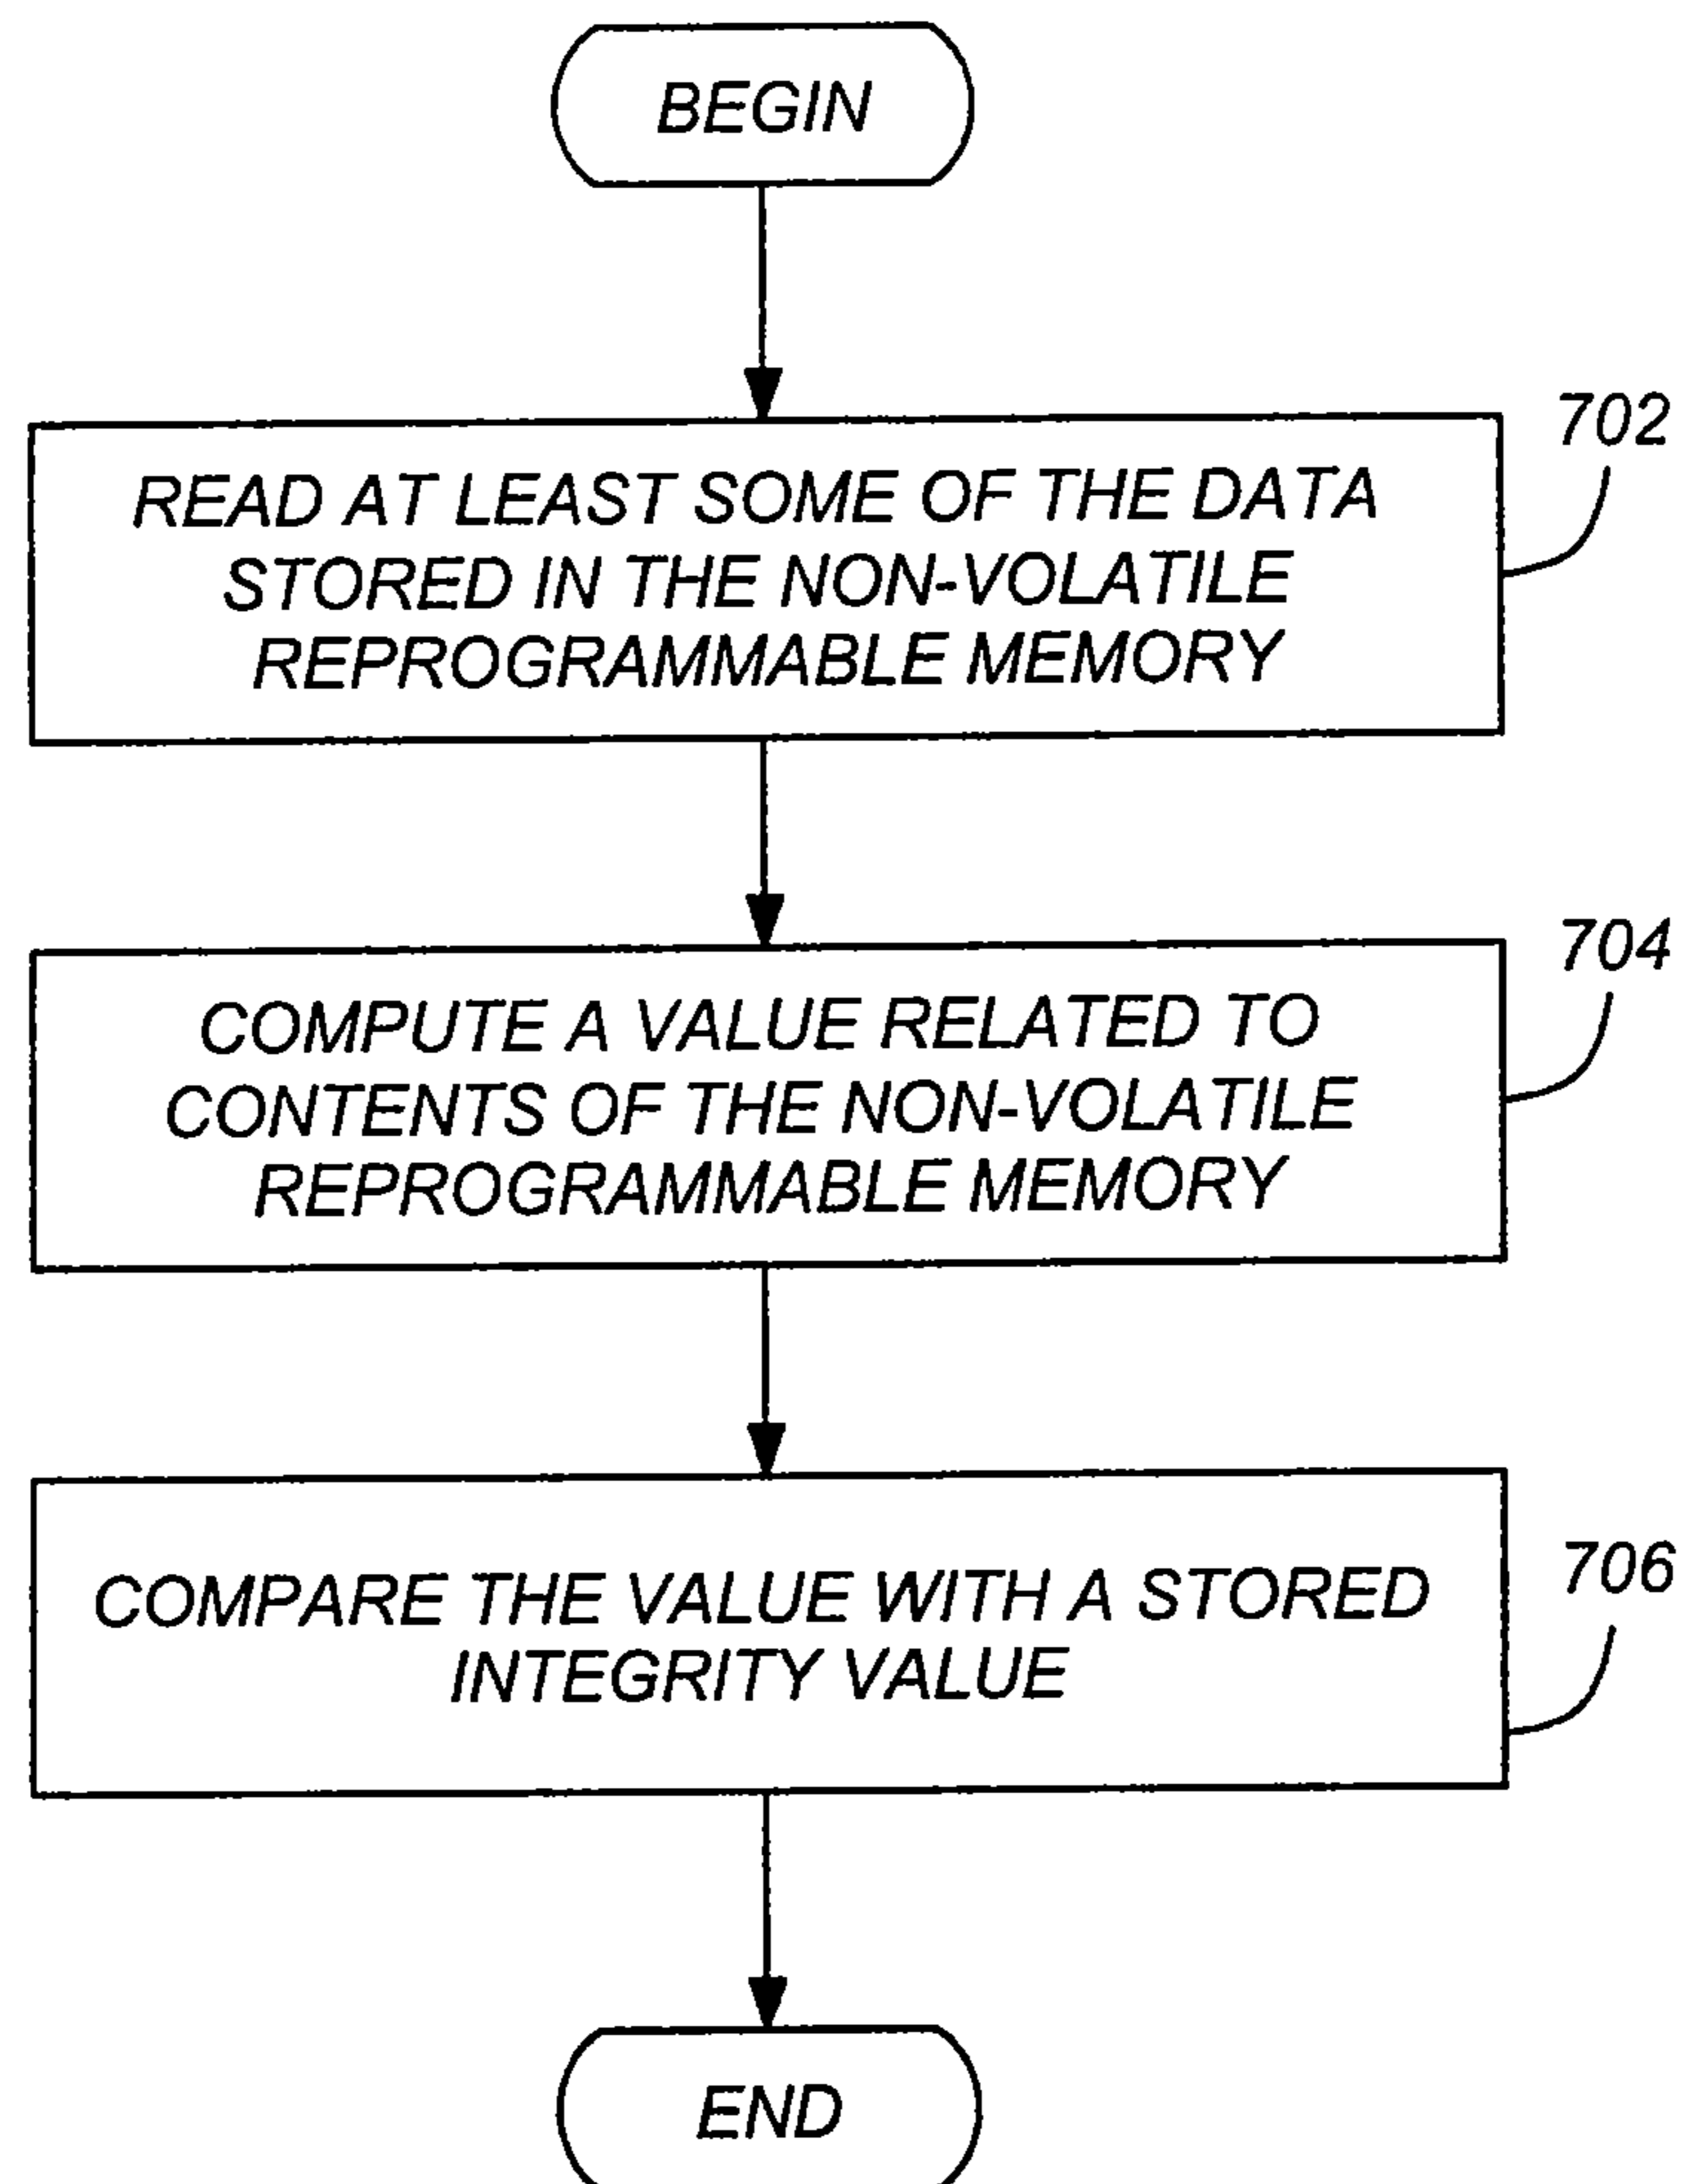 BEGIN
702
READ AT LEAST SOME OF THE DATA
STORED IN THE NON-VOLATILE
REPROGRAMMABLE MEMORY
704
COMPUTE A VALUE RELATED TO
CONTENTS OF THE NON-VOLATILE
REPROGRAMMABLE MEMORY
706
COMPARE THE VALUE WITH A STORED
INTEGRITY VALUE
END